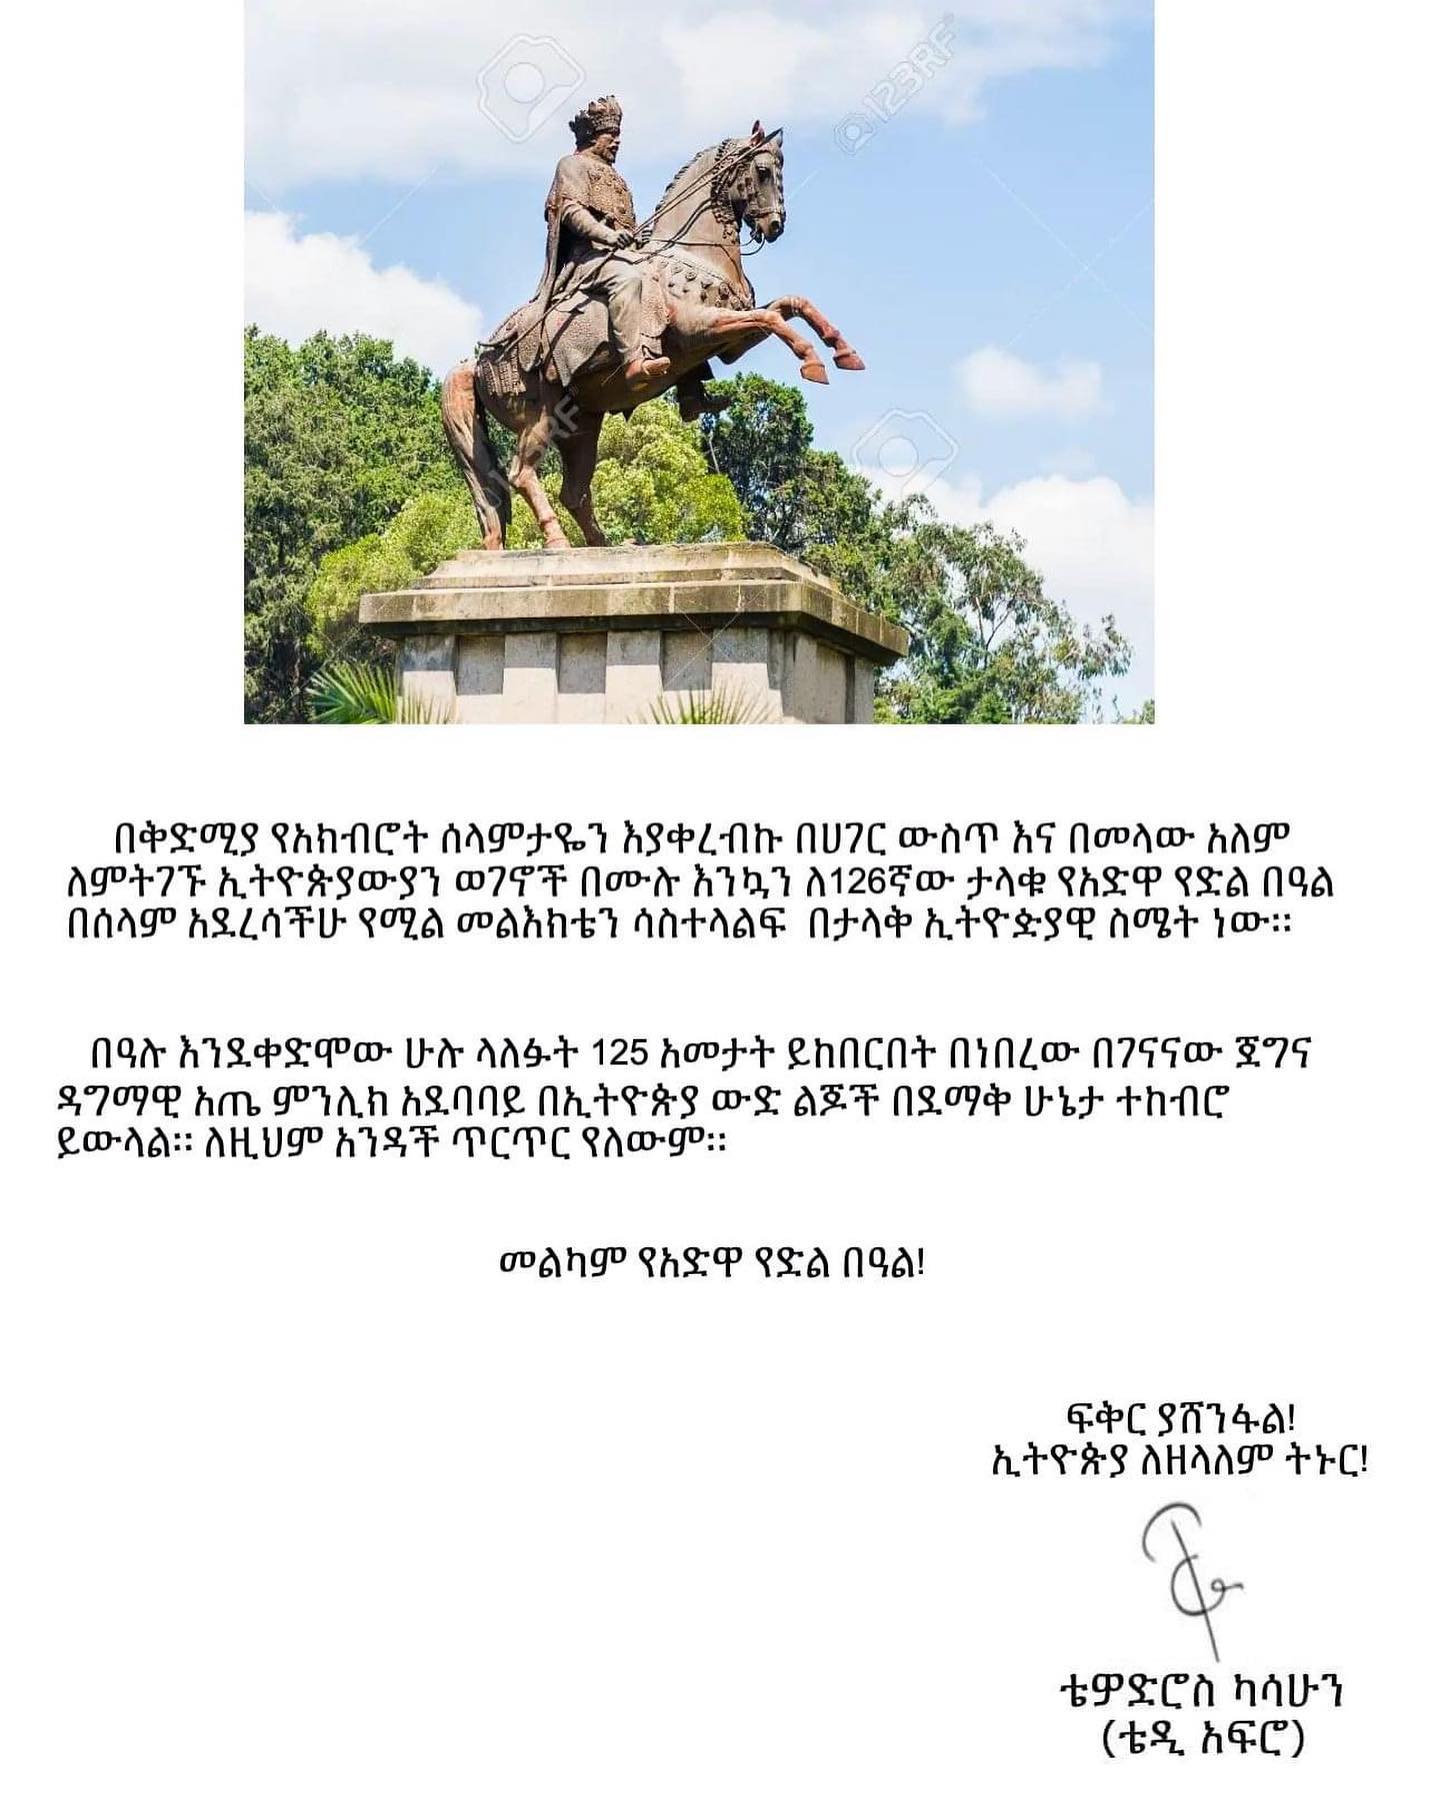 123RF
123RF
በቅድሚያ የአክብሮት ሰላምታዬን እያቀረብኩ በሀገር ውስጥ እና በመላው አለም
ለምትገኙ ኢትዮጵያውያን ወገኖች በሙሉ እንኳን ለ126ኛው ታላቁ የአድዋ የድል በዓል
በሰላም አደረሳችሁ የሚል መልእክቴን ሳስተላልፍ በታላቅ ኢትዮጵያዊ ስሜት ነው።
በዓሉ እንደቀድሞው ሁሉ ላለፉት 125 አመታት ይከበርበት በነበረው በገናናው ጀግና
ዳግማዊ አጤ ምንሊክ አደባባይ በኢትዮጵያ ውድ ልጆች በደማቅ ሁኔታ ተከብሮ
ይውላል። ለዚህም አንዳች ጥርጥር የለውም።
መልካም የአድዋ የድል በዓል!
ፍቅር ያሸንፋል!
ኢትዮጵያ ለዘላለም ትኑር!
ቴዎድሮስ ካሳሁን
(ቴዲ አፍሮ)